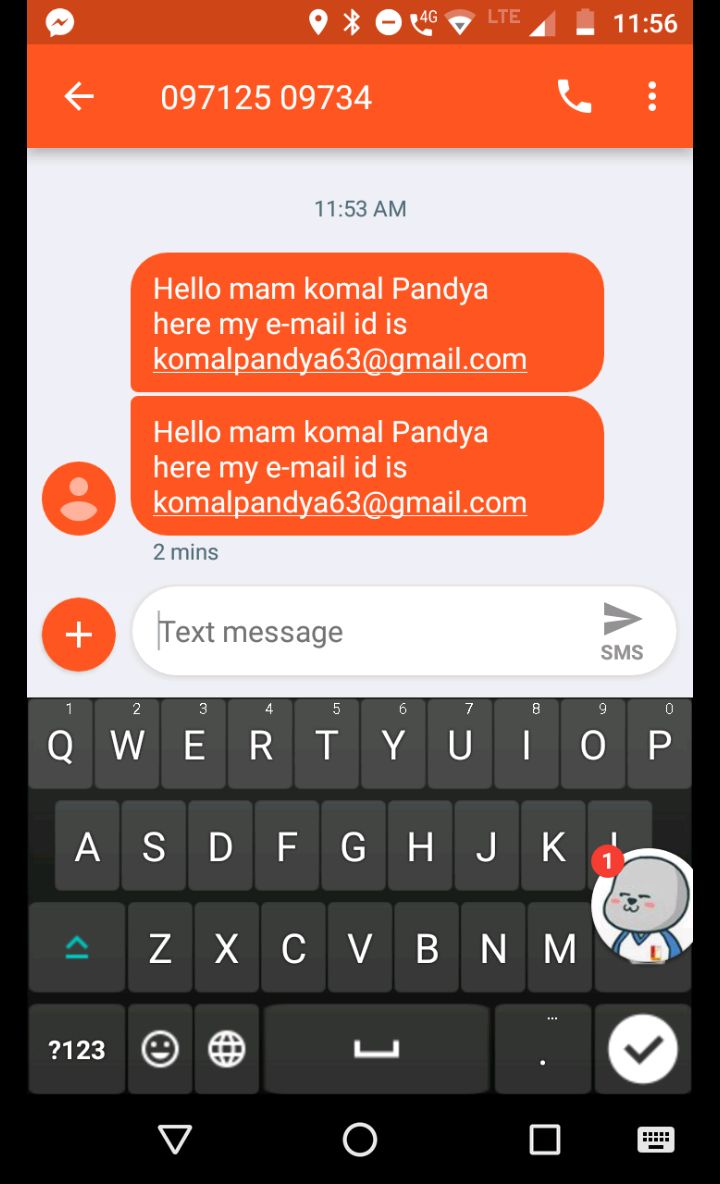 4G LTE 11:56
097125 09734
11:53 AM
Hello mam komal Pandya
here my e-mail id is
komalpandya63@gmail.com
Hello mam komal Pandya
here my e-mail id is
komalpandya63@gmail.com
2 mins
Text message
SMS
1 2 3 4 5 6 7 8 9 0
Q W E R T Y U I O P
A S D F G H J K L
1
Z X C V B N M
?123 ... .